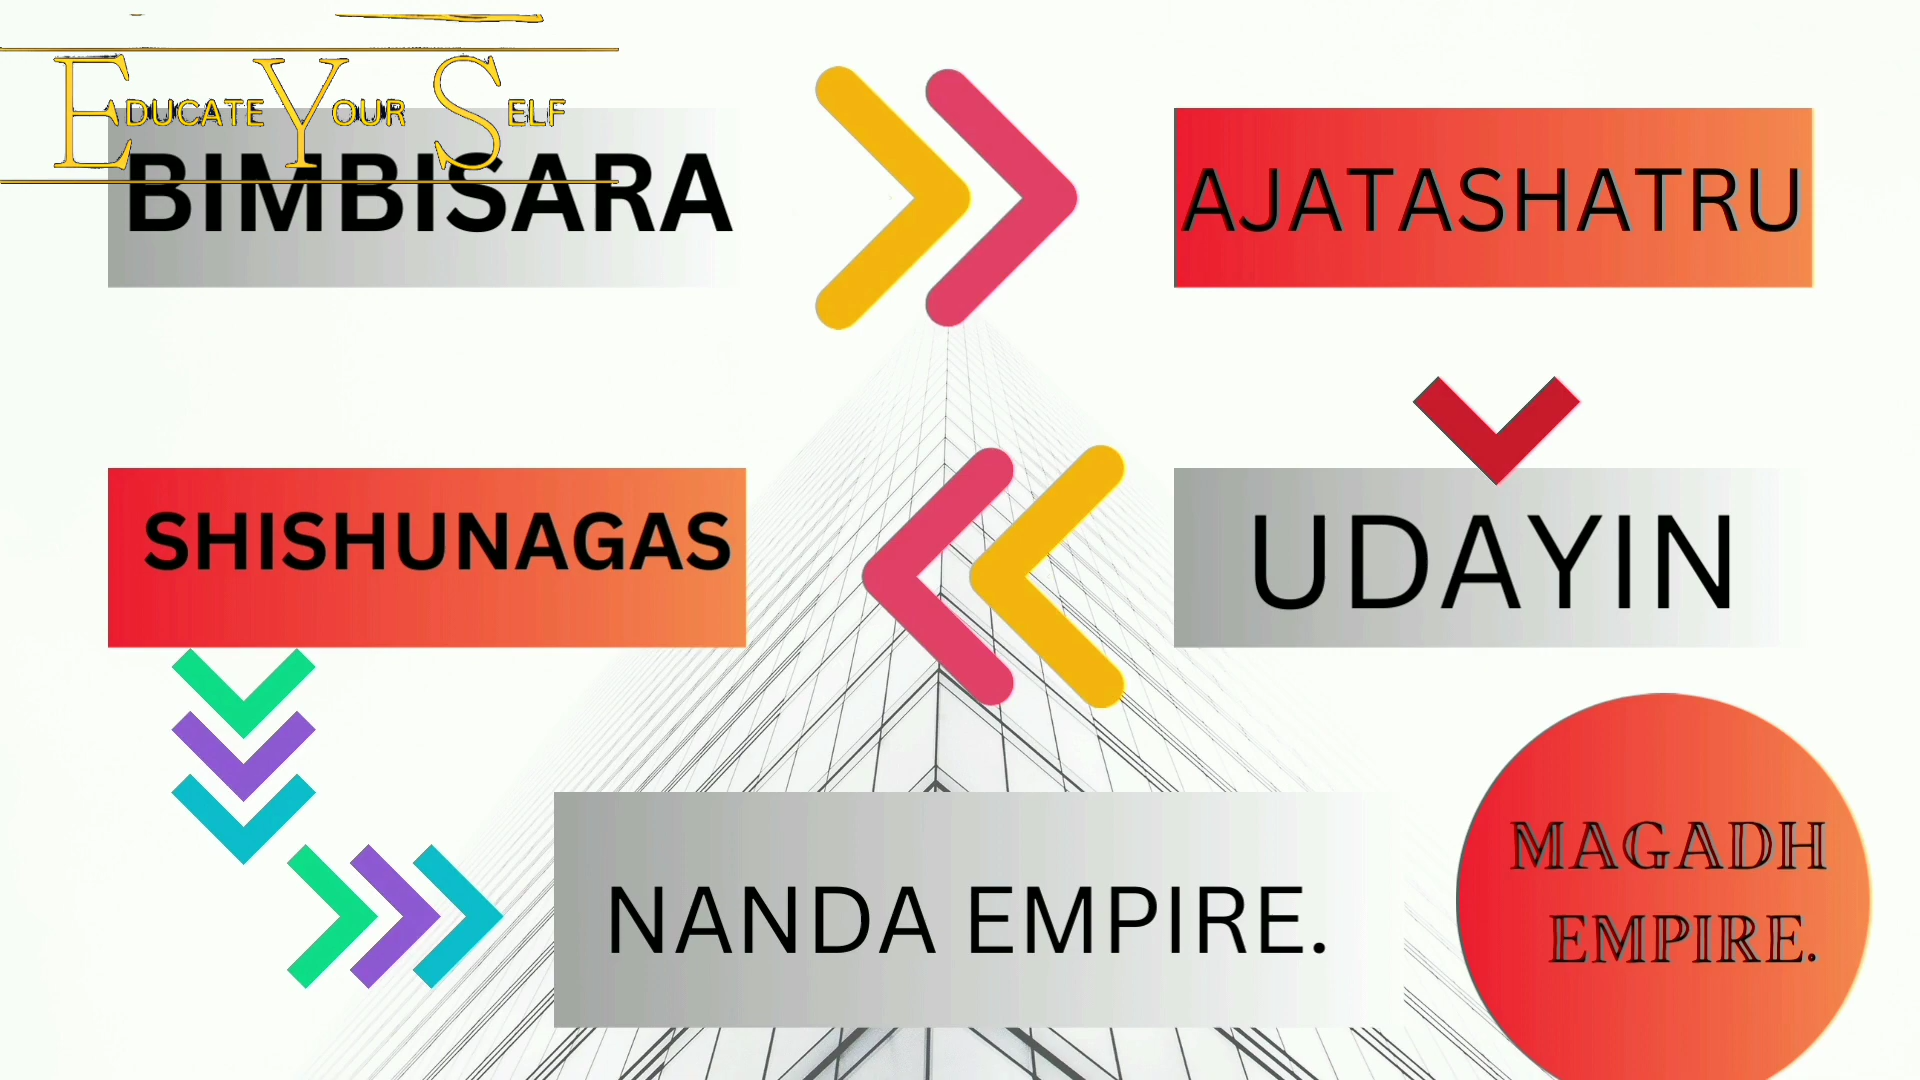 EDUCATE YOUR SELF
BIMBISARA
AJATASHATRU
SHISHUNAGAS
UDAYIN
NANDA EMPIRE.
MAGADH
EMPIRE.